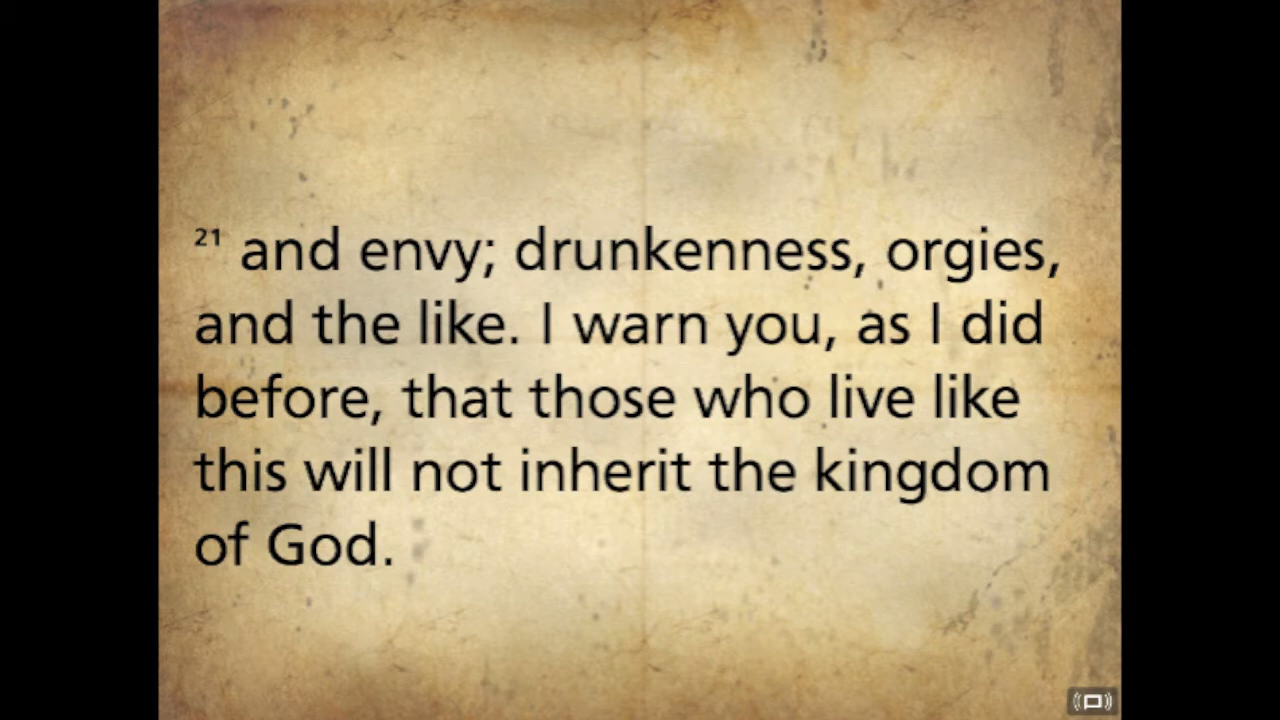 21 and envy; drunkenness, orgies,
and the like. I warn you, as I did
before, that those who live like
this will not inherit the kingdom
of God.